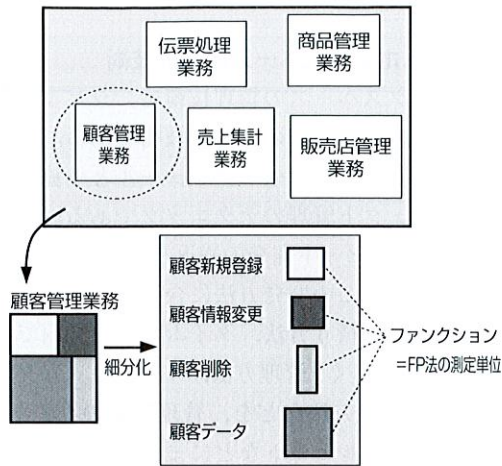 伝票処理
業務
商品管理
業務
顧客管理
業務
売上集計
業務
販売店管理
業務
顧客管理業務
細分化
顧客新規登録
顧客情報変更
顧客削除
顧客データ
ファンクション
=FP法の測定単位